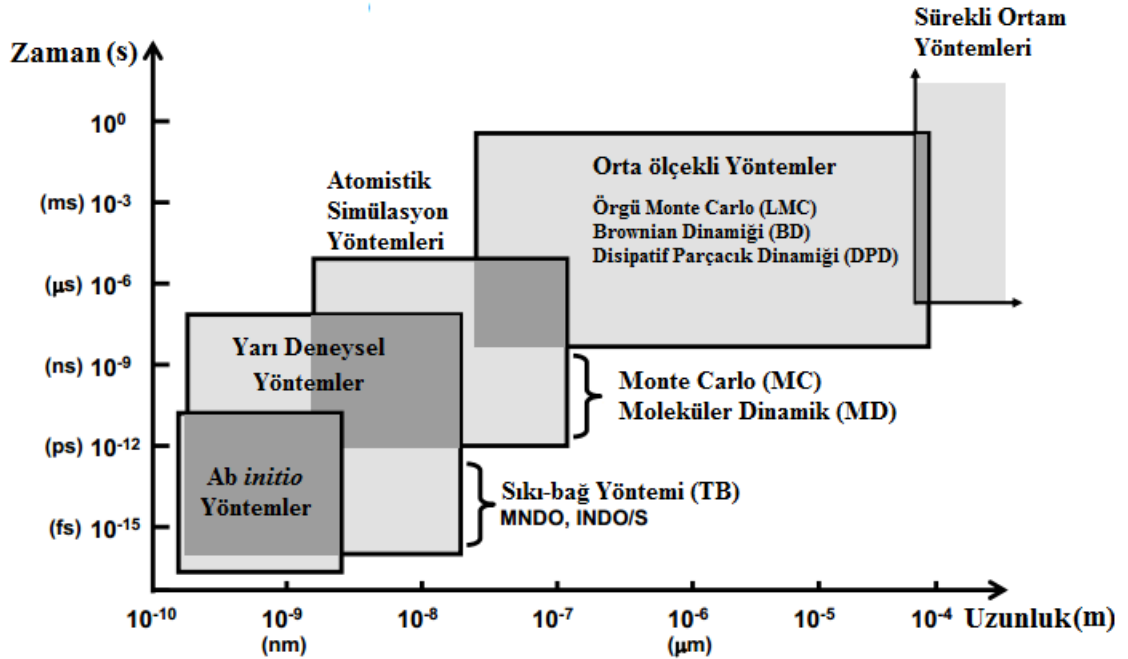 Sürekli Ortam
Yöntemleri
Zaman (s)
10⁰
(ms) 10⁻³
(µs) 10⁻⁶
(ns) 10⁻⁹
(ps) 10⁻¹²
(fs) 10⁻¹⁵
Atomistik
Simülasyon
Yöntemleri
Orta ölçekli Yöntemler
Örgü Monte Carlo (LMC)
Brownian Dinamiği (BD)
Disipatif Parçacık Dinamiği (DPD)
Yarı Deneysel
Yöntemler
Monte Carlo (MC)
Moleküler Dinamik (MD)
Ab initio
Yöntemler
Sıkı-bağ Yöntemi (TB)
MNDO, INDO/S
10⁻¹⁰ 10⁻⁹ 10⁻⁸ 10⁻⁷ 10⁻⁶ 10⁻⁵ 10⁻⁴ Uzunluk (m)
(nm) (µm)